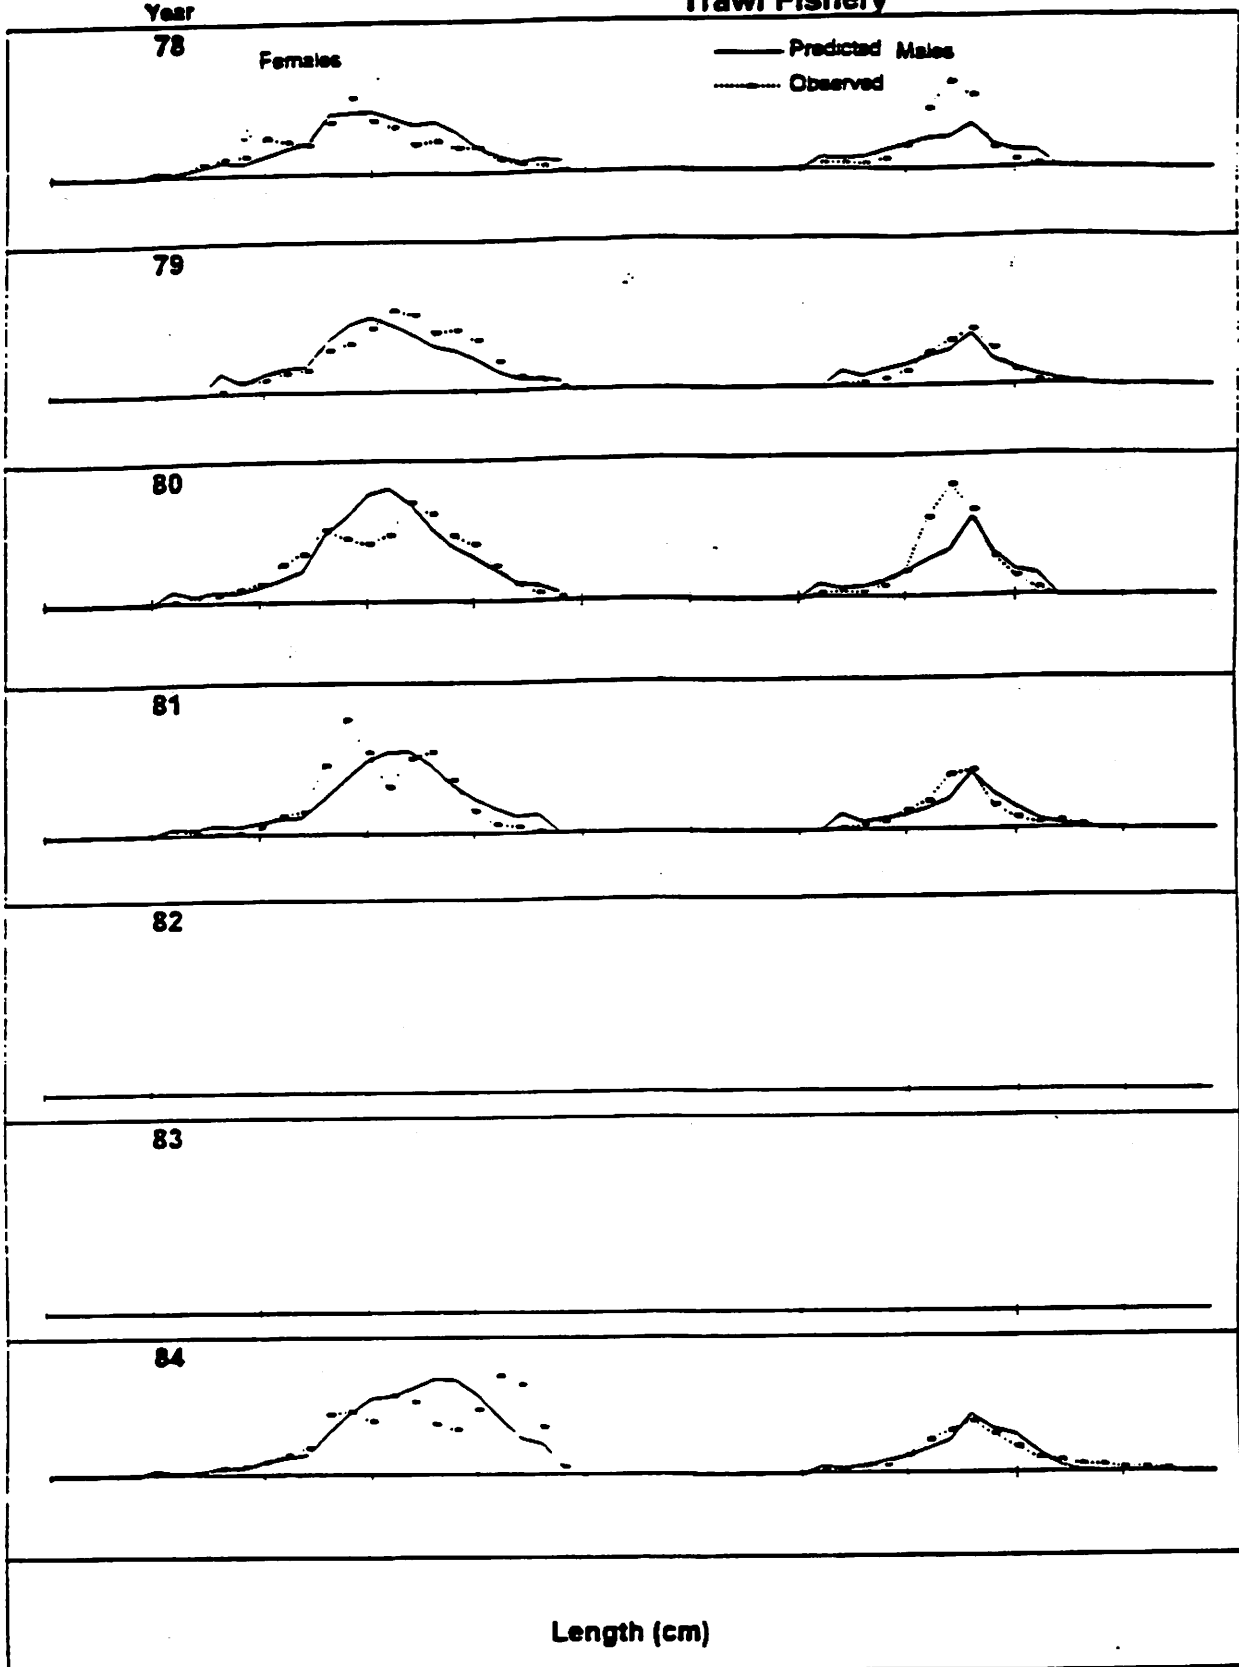 Trawl Fishery
Year
78
Females
Predicted Males
Observed
79
80
81
82
83
84
Length (cm)